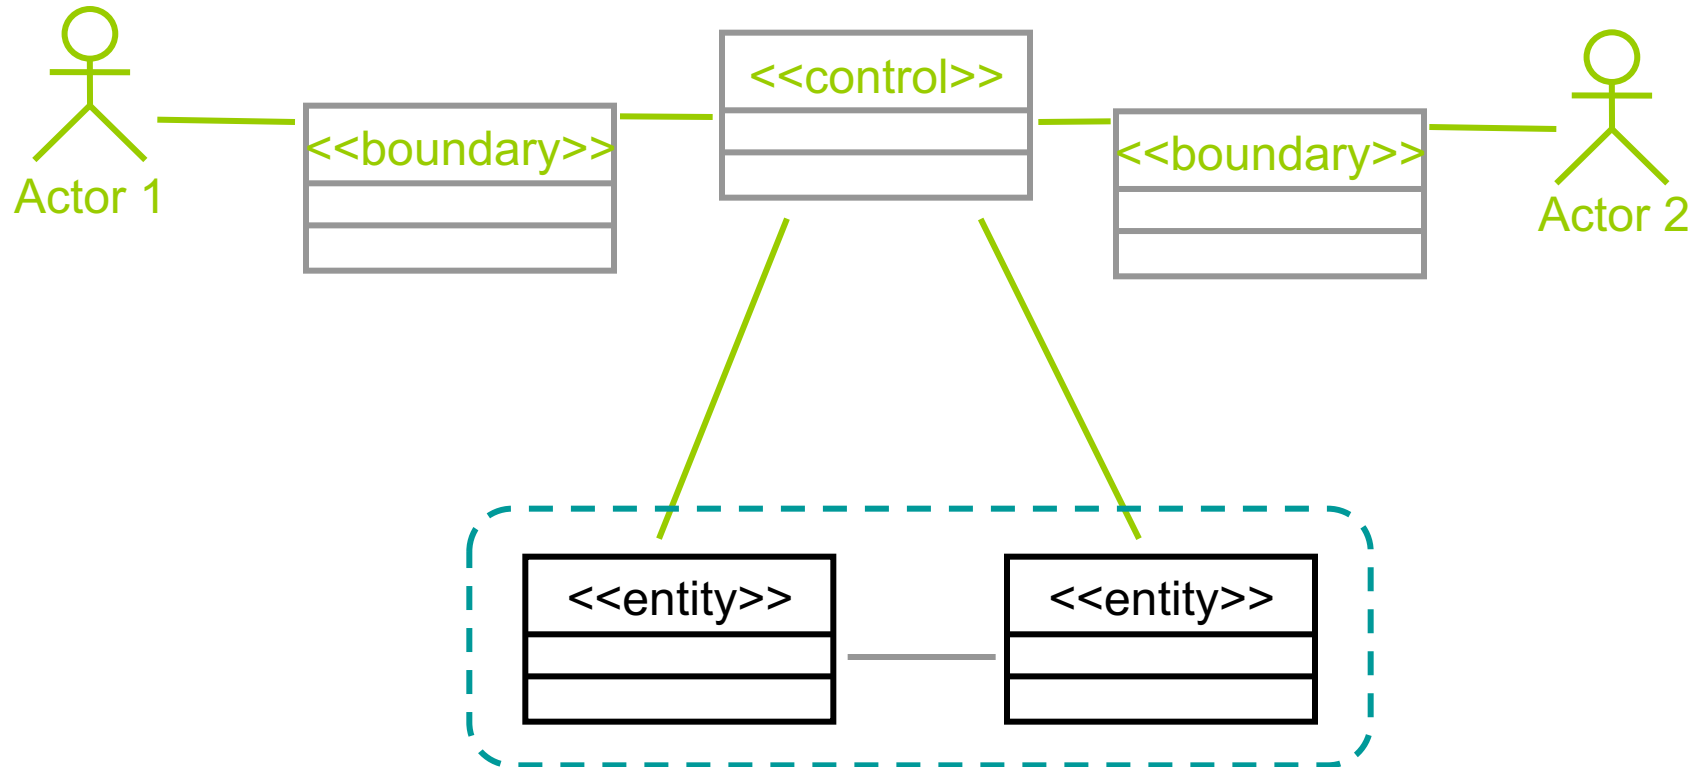 <<control>>
<<boundary>>
<<boundary>>
Actor 1
Actor 2
<<entity>>
<<entity>>